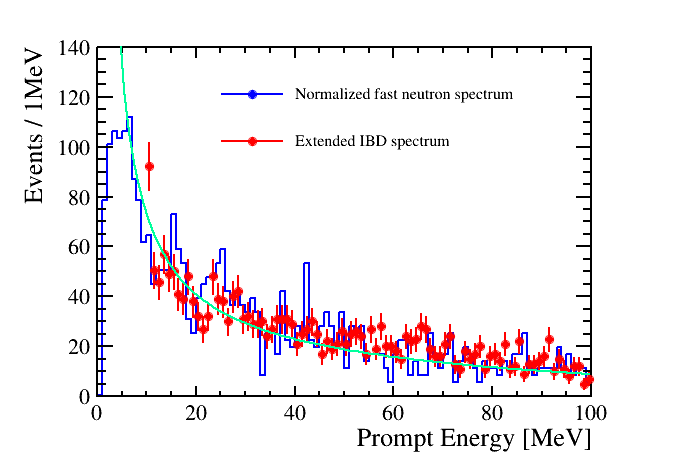 Events / 1MeV
140
120
100
80
60
40
20
0
Normalized fast neutron spectrum
Extended IBD spectrum
0 20 40 60 80 100
Prompt Energy [MeV]